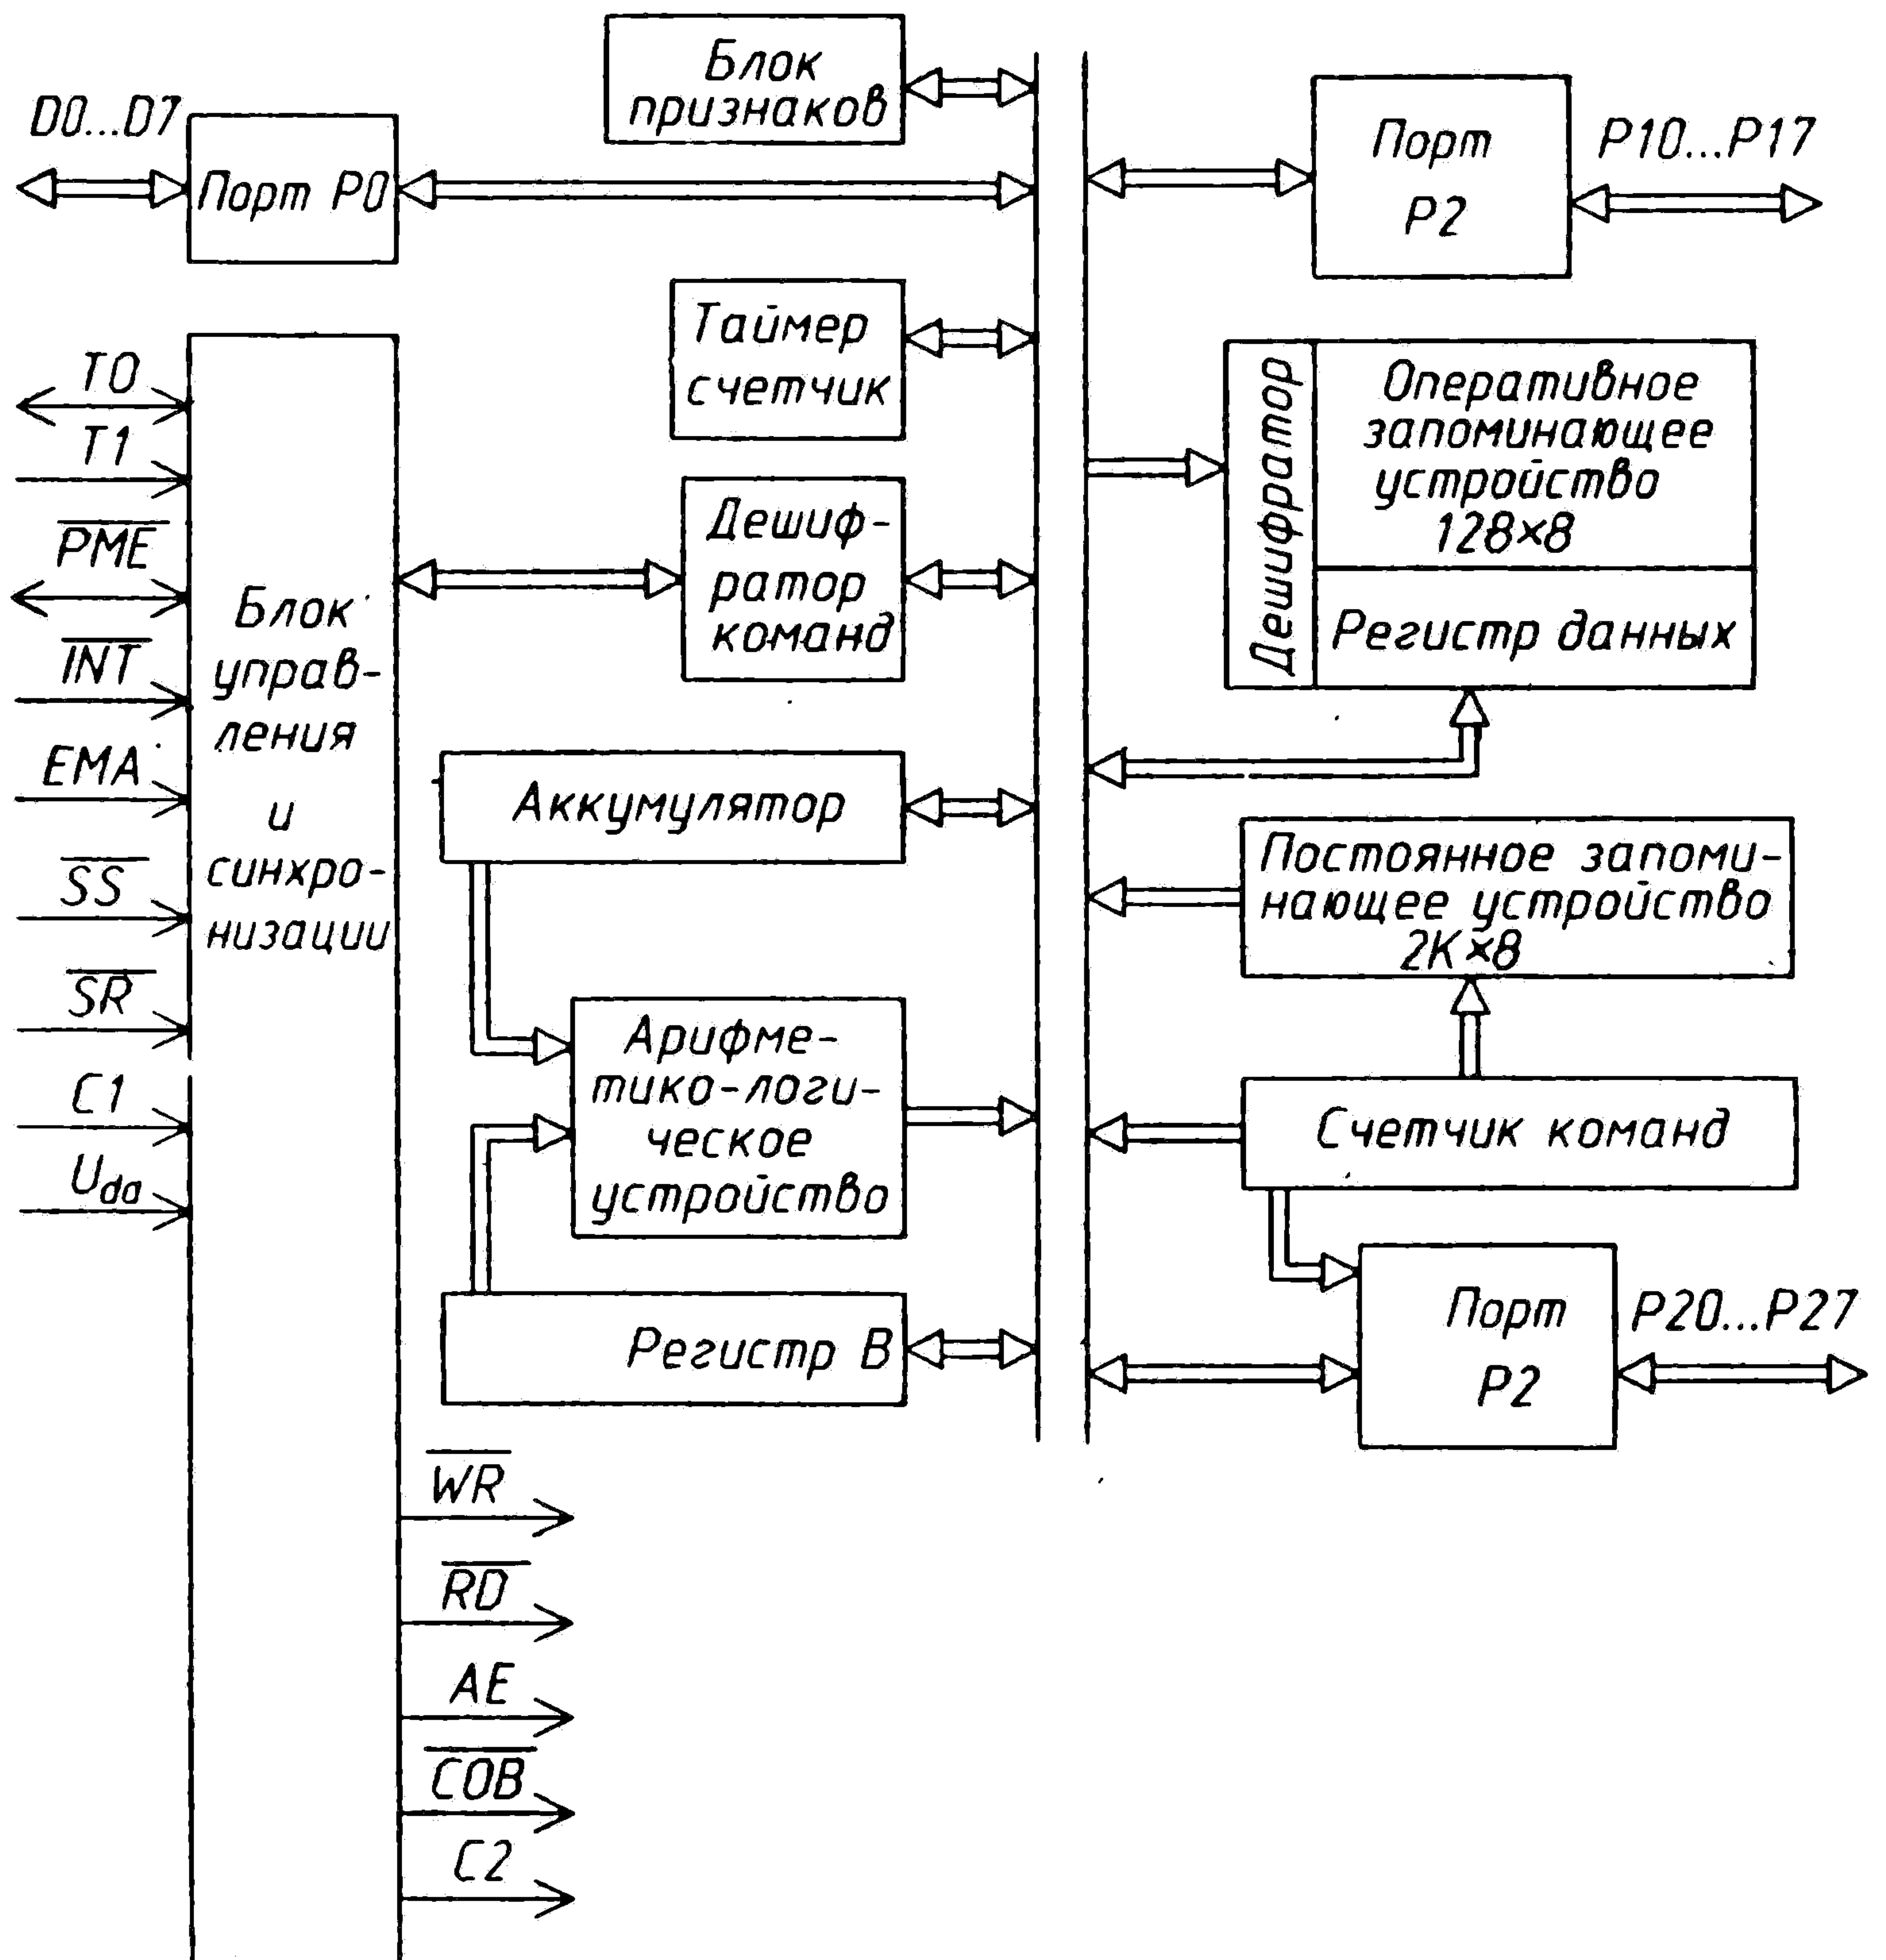 Блок
признаков
D0...D7
Порт P0
Порт
P2
P10...P17
Таймер
счетчик
T0
T1
PME
INT
EMA
SS
SR
C1
Uda
Блок
управ-
ления
и
синхро-
низации
Дешиф-
ратор
команд
Дешифратор
Оперативное
запоминающее
устройство
128×8
Регистр данных
Аккумулятор
Постоянное запоми-
нающее устройство
2K×8
Арифме-
тико-логи-
ческое
устройство
Счетчик команд
Регистр B
Порт
P2
P20...P27
WR
RD
AE
COB
C2